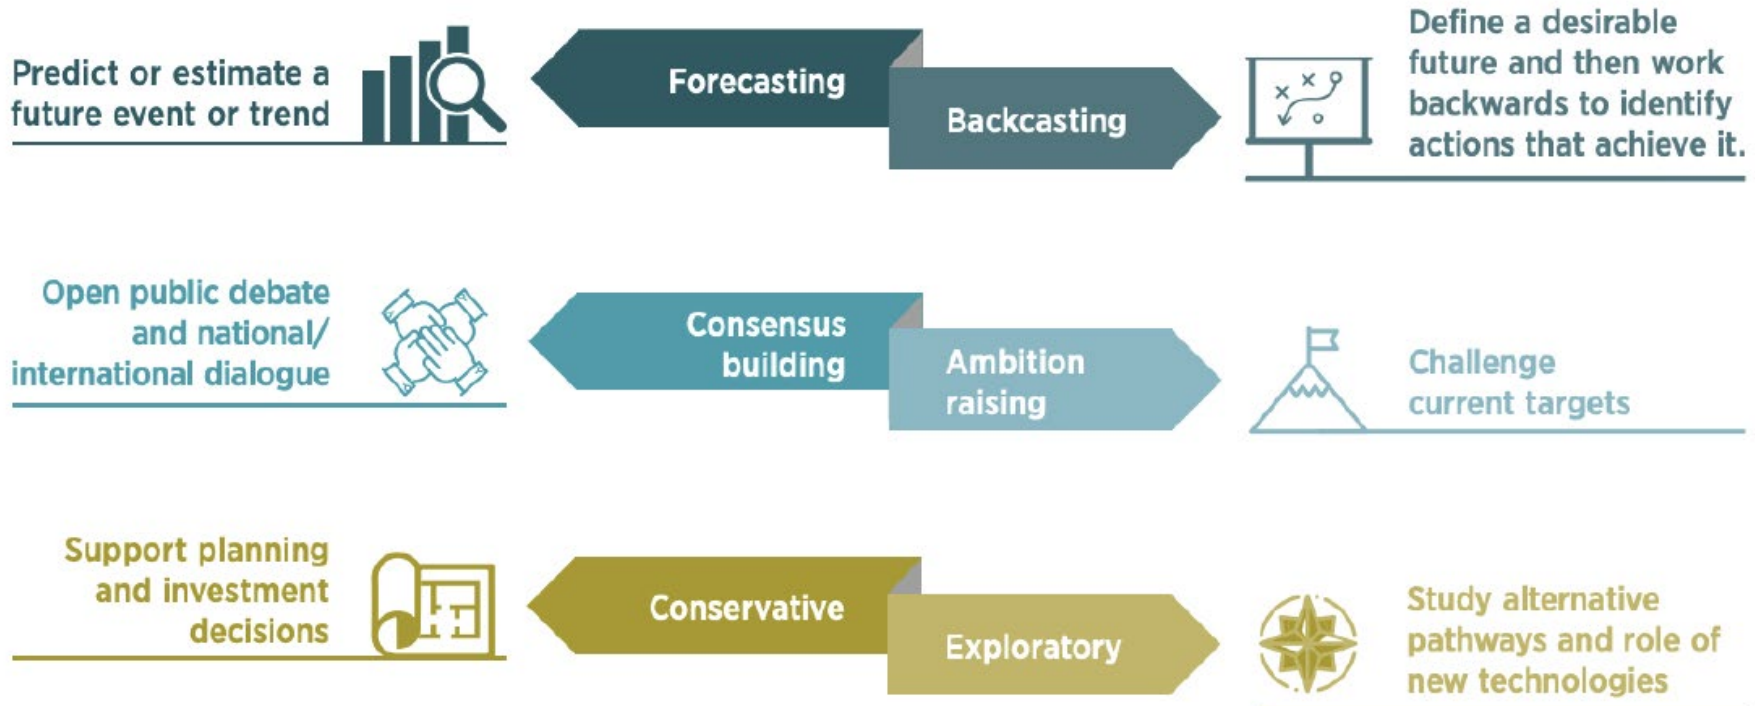 Predict or estimate a
future event or trend
Forecasting
Backcasting
Define a desirable
future and then work
backwards to identify
actions that achieve it.
Open public debate
and national/
international dialogue
Consensus
building
Ambition
raising
Challenge
current targets
Support planning
and investment
decisions
Conservative
Exploratory
Study alternative
pathways and role of
new technologies